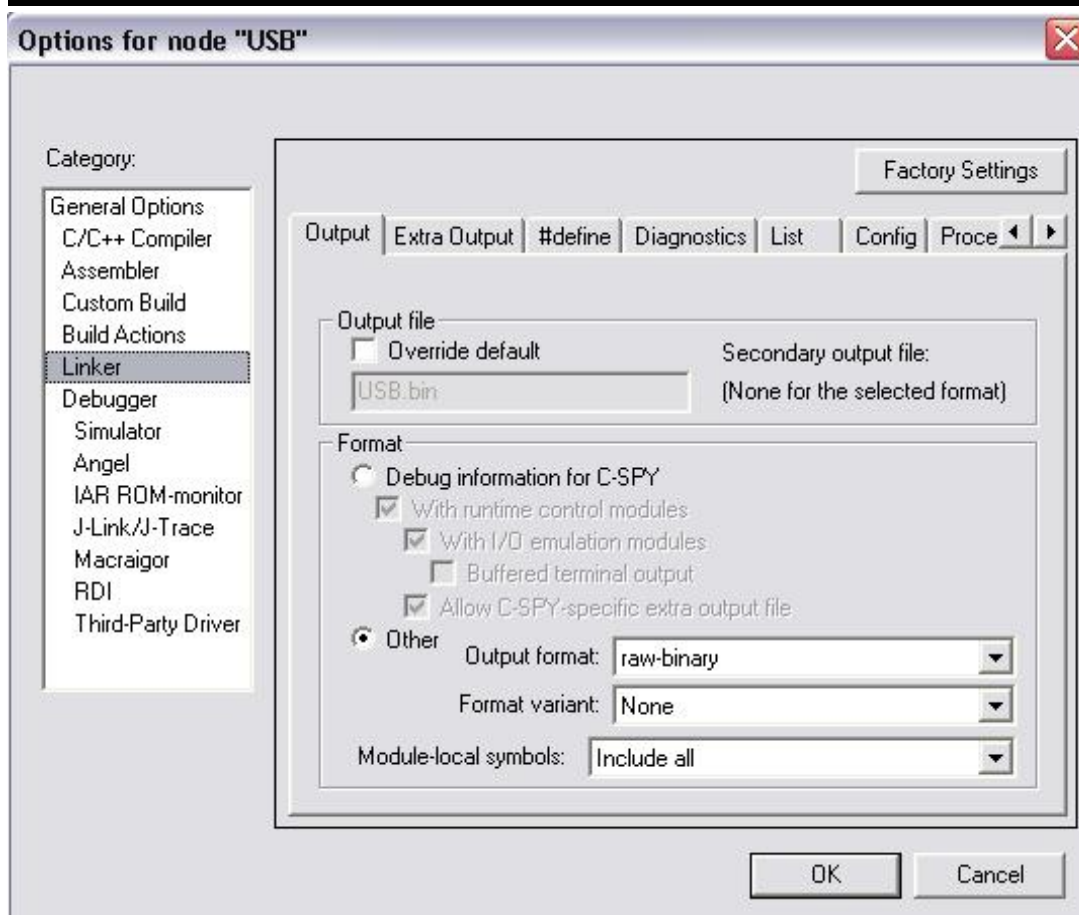 Options for node "USB"
Category:
General Options
C/C++ Compiler
Assembler
Custom Build
Build Actions
Linker
Debugger
Simulator
Angel
IAR ROM-monitor
J-Link/J-Trace
Macraigor
RDI
Third-Party Driver
Factory Settings
Output Extra Output #define Diagnostics List Config Proce
Output file
Override default
USB.bin
Secondary output file:
(None for the selected format)
Format
Debug information for C-SPY
With runtime control modules
With I/O emulation modules
Buffered terminal output
Allow C-SPY-specific extra output file
Other
Output format: raw-binary
Format variant: None
Module-local symbols: Include all
OK Cancel